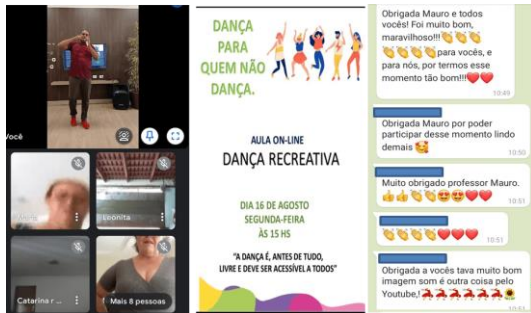 Você
Leonita
Catarina r ...
Mais 8 pessoas
DANÇA
PARA
QUEM NÃO
DANÇA.
AULA ON-LINE
DANÇA RECREATIVA
DIA 16 DE AGOSTO
SEGUNDA-FEIRA
ÀS 15 HS
"A DANÇA É, ANTES DE TUDO,
LIVRE E DEVE SER ACESSÍVEL A TODOS"
Obrigada Mauro e todos
vocês! Foi muito bom,
maravilhoso!!! 👏👏👏
👏👏👏👏para vocês, e
para nós, por termos esse
momento tão bom!!!❤️❤️
10:49
Obrigada Mauro por poder
participar desse momento lindo
demais 🥰
10:50
Muito obrigado professor Mauro.
👍👍👏👏😍😍❤️❤️
10:51
👏👏👏👏❤️❤️❤️
10:51
Obrigada a vocês tava muito bom
imagem som é outra coisa pelo
Youtube,! 💃💃💃💃💃💃🌻
10:51